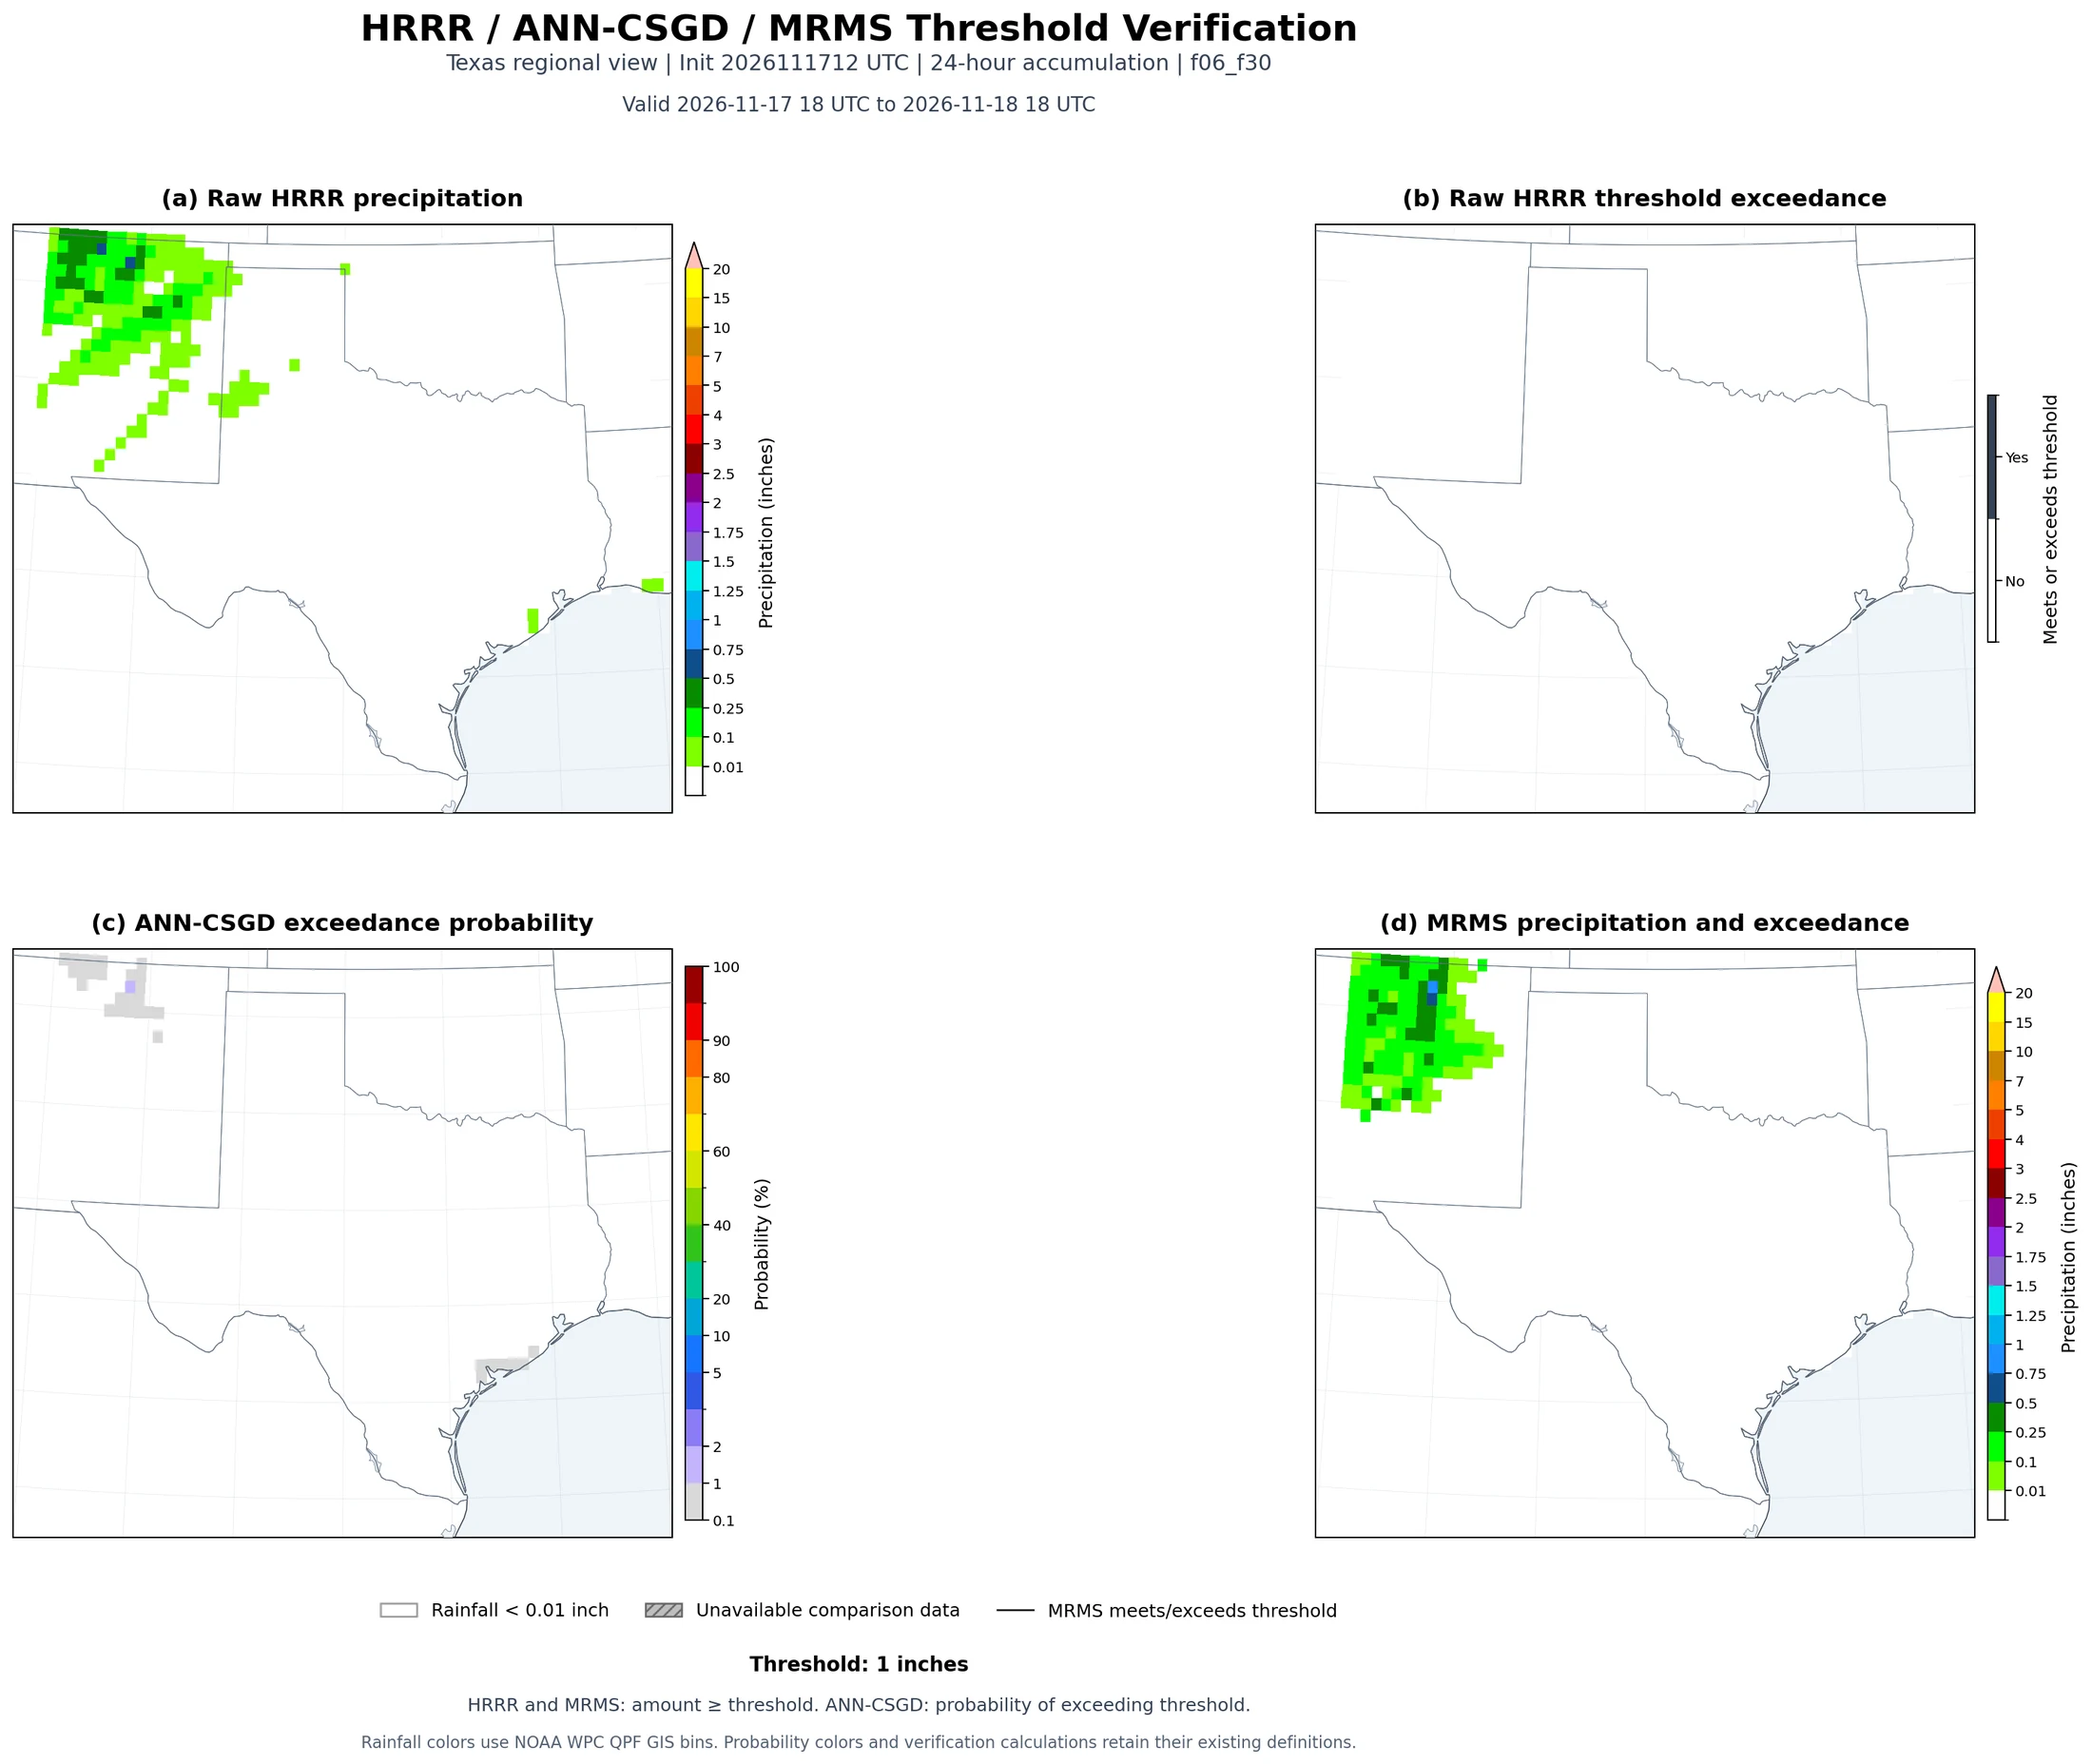 HRRR / ANN-CSGD / MRMS Threshold Verification
Texas regional view | Init 2026111712 UTC | 24-hour accumulation | f06_f30
Valid 2026-11-17 18 UTC to 2026-11-18 18 UTC
(a) Raw HRRR precipitation
20
15
10
7
5
4
3
2.5
2
1.75
1.5
1.25
1
0.75
0.5
0.25
0.1
0.01
Precipitation (inches)
(b) Raw HRRR threshold exceedance
Yes
No
Meets or exceeds threshold
(c) ANN-CSGD exceedance probability
100
90
80
60
40
20
10
5
2
1
0.1
Probability (%)
(d) MRMS precipitation and exceedance
20
15
10
7
5
4
3
2.5
2
1.75
1.5
1.25
1
0.75
0.5
0.25
0.1
0.01
Precipitation (inches)
Rainfall < 0.01 inch
Unavailable comparison data
MRMS meets/exceeds threshold
Threshold: 1 inches
HRRR and MRMS: amount ≥ threshold. ANN-CSGD: probability of exceeding threshold.
Rainfall colors use NOAA WPC QPF GIS bins. Probability colors and verification calculations retain their existing definitions.